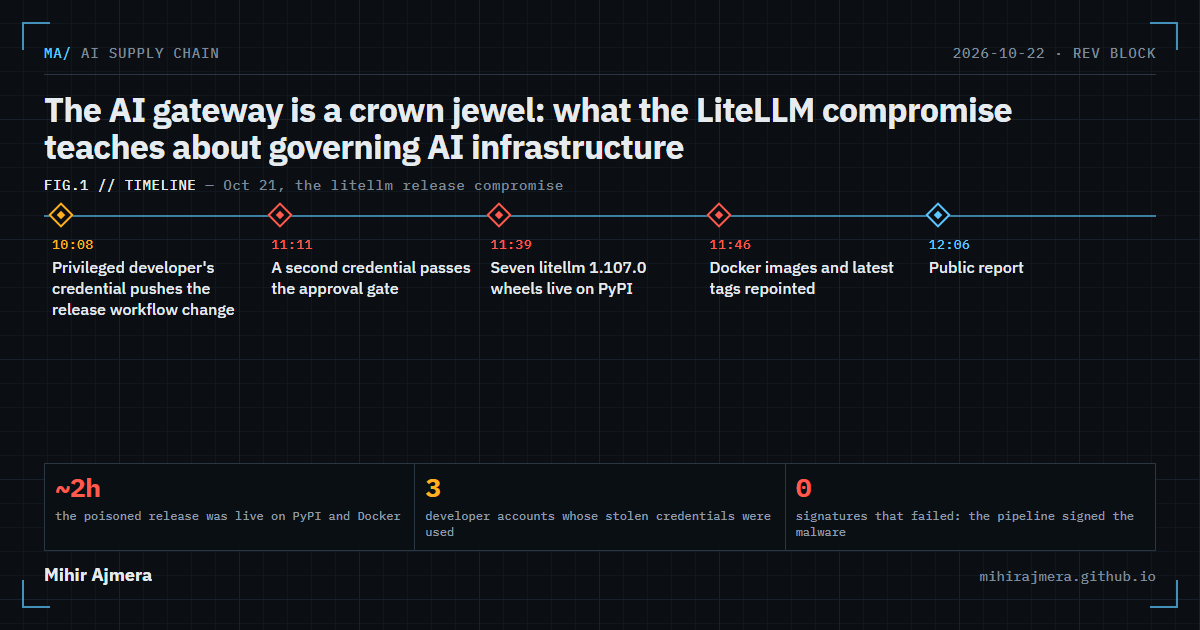 MA/ AI SUPPLY CHAIN
2026-10-22 · REV BLOCK
The AI gateway is a crown jewel: what the LiteLLM compromise
teaches about governing AI infrastructure
FIG.1 // TIMELINE — Oct 21, the litellm release compromise
10:08
Privileged developer's
credential pushes the
release workflow change
11:11
A second credential passes
the approval gate
11:39
Seven litellm 1.107.0
wheels live on PyPI
11:46
Docker images and latest
tags repointed
12:06
Public report
~2h
the poisoned release was live on PyPI and Docker
3
developer accounts whose stolen credentials were
used
0
signatures that failed: the pipeline signed the
malware
Mihir Ajmera
mihirajmera.github.io